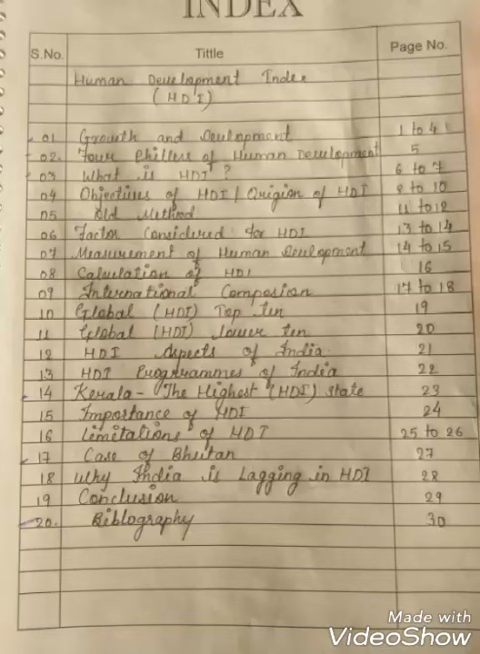 INDEX
S.No. Tittle Page No.
Human Development Index
(HDI)
01 Growth and Development 1 to 4
02. Four Phillers of Human Development 5
03 What is HDI? 6 to 7
04 Objectives of HDI / Origion of HDI 8 to 10
05 Old Method 11 to 12
06 Factor Considered for HDI 13 to 14
07 Measurement of Human Development 14 to 15
08 Calculation of HDI 16
09 International Comparsion 17 to 18
10 Global (HDI) Top Ten 19
11 Global (HDI) Lower Ten 20
12 HDI Aspects of India 21
13 HDI Programmes of India 22
14 Kerala - The Highest (HDI) State 23
15 Importance of HDI 24
16 Limitations of HDI 25 to 26
17 Case of Bhutan 27
18 Why India is Lagging in HDI 28
19 Conclusion 29
20. Biblography 30
Made with
VideoShow